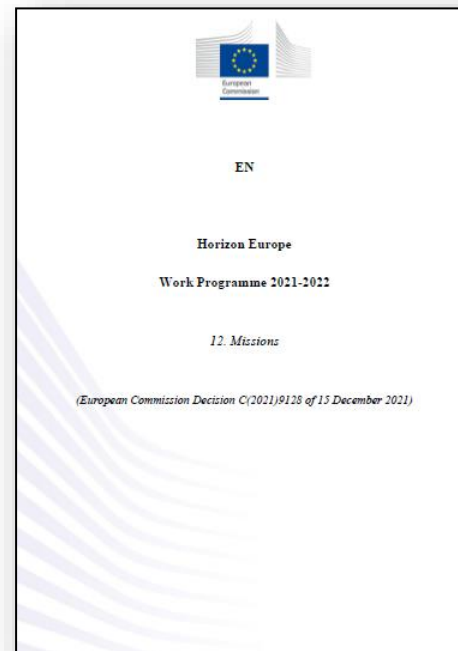 European
Commission
EN
Horizon Europe
Work Programme 2021-2022
12. Missions
(European Commission Decision C(2021)9128 of 15 December 2021)